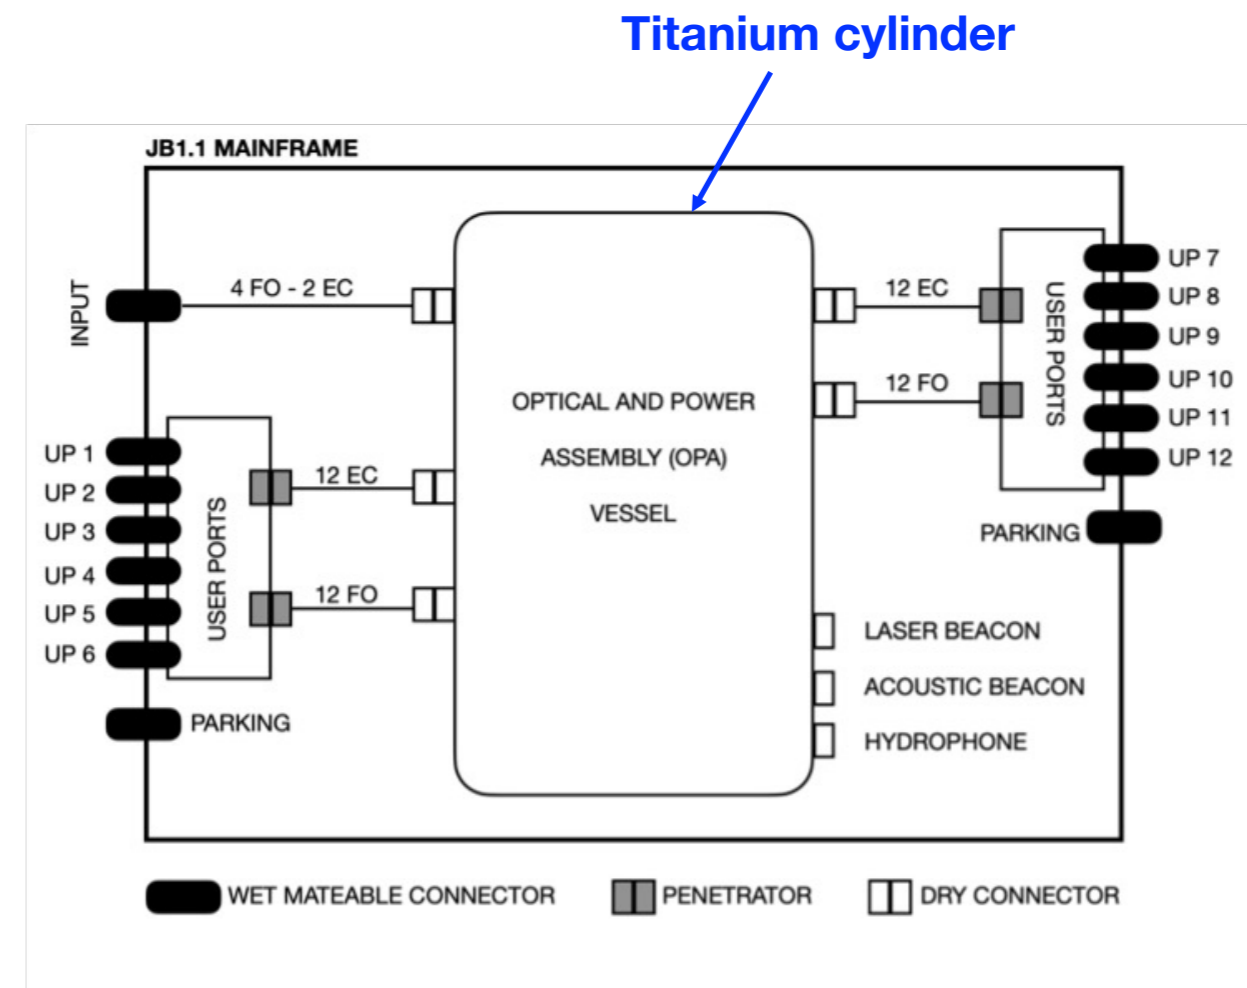 Titanium cylinder
JB1.1 MAINFRAME
INPUT
4 FO - 2 EC
UP 1
UP 2
UP 3
UP 4
UP 5
UP 6
USER PORTS
12 EC
12 FO
PARKING
OPTICAL AND POWER
ASSEMBLY (OPA)
VESSEL
12 EC
12 FO
USER PORTS
UP 7
UP 8
UP 9
UP 10
UP 11
UP 12
PARKING
LASER BEACON
ACOUSTIC BEACON
HYDROPHONE
WET MATEABLE CONNECTOR
PENETRATOR
DRY CONNECTOR